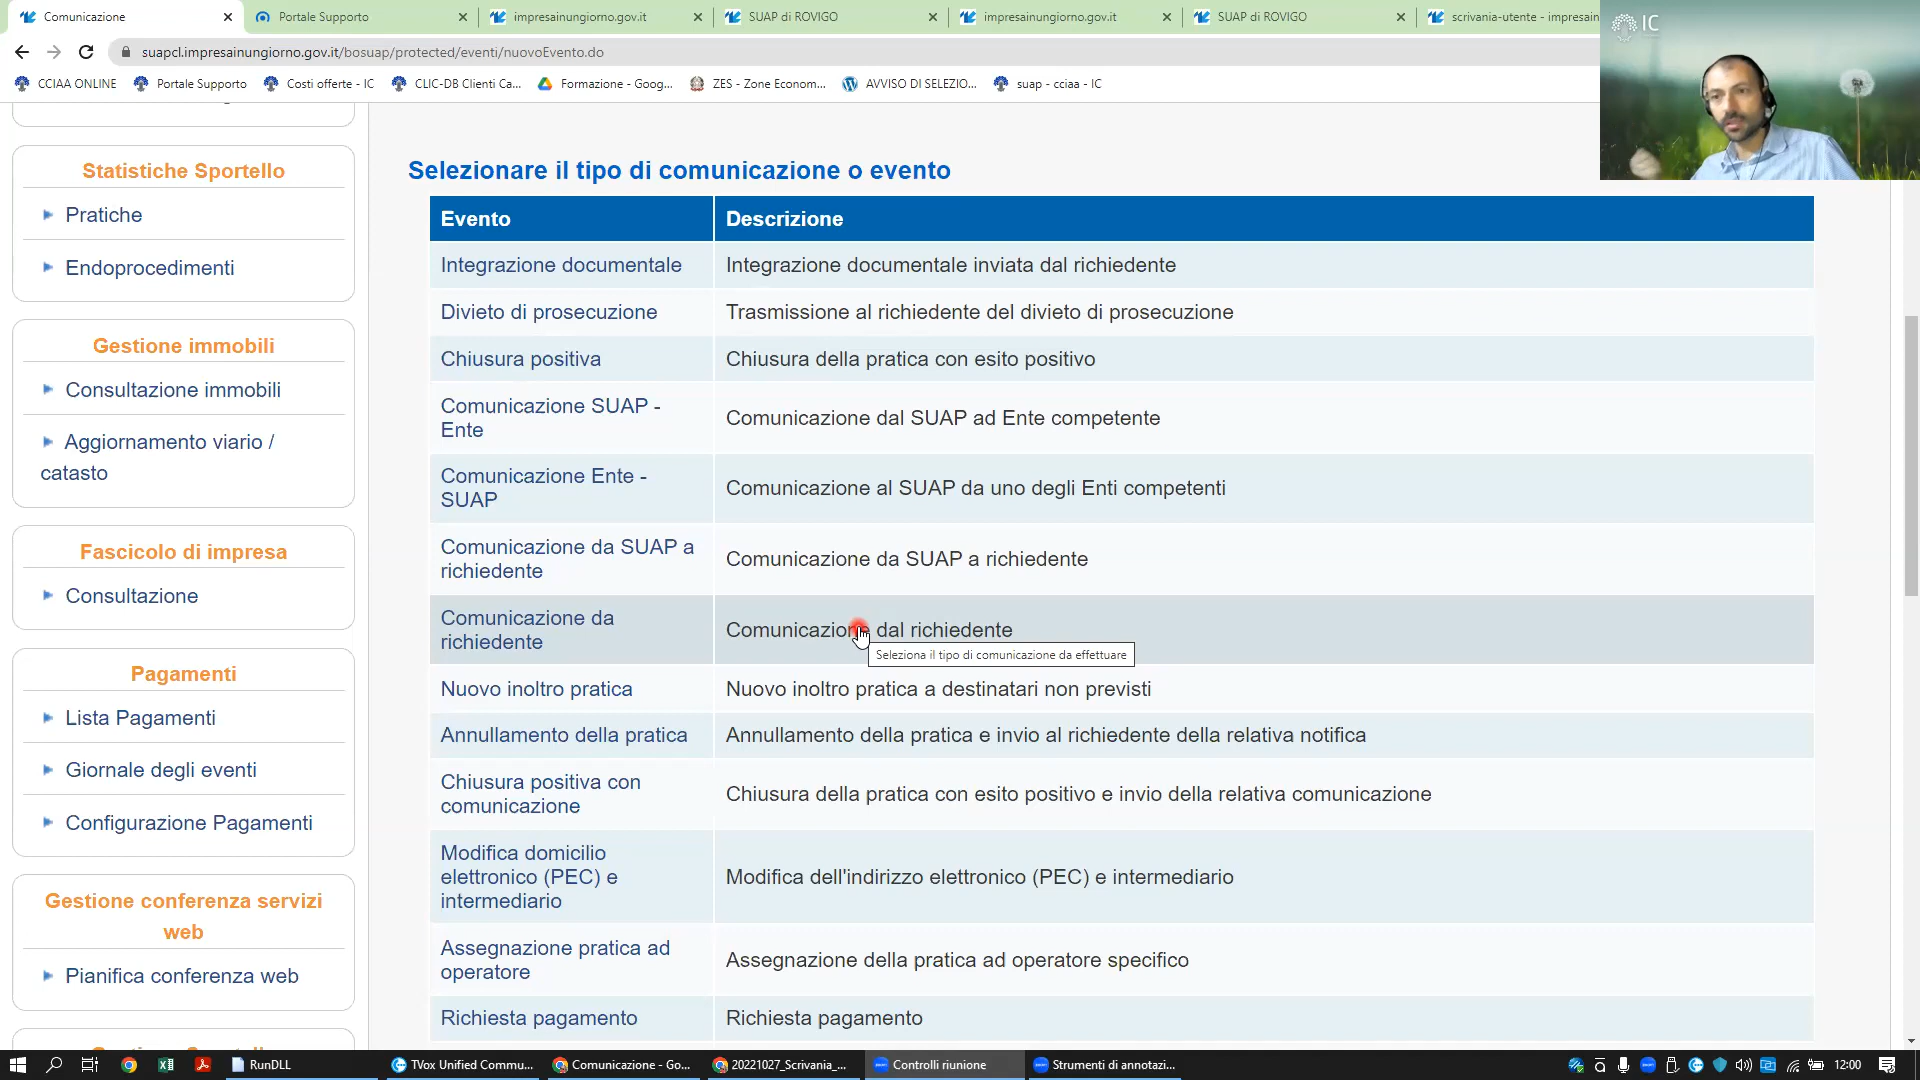 Comunicazione
Portale Supporto
impresainungiorno.gov.it
SUAP di ROVIGO
impresainungiorno.gov.it
SUAP di ROVIGO
scrivania-utente - impresain
IC
suapcl.impresainungiorno.gov.it/bosuap/protected/eventi/nuovoEvento.do
CCIAA ONLINE
Portale Supporto
Costi offerte - IC
CLIC-DB Clienti Ca...
Formazione - Goog...
ZES - Zone Econom...
AVVISO DI SELEZIO...
suap - cciaa - IC
Statistiche Sportello
Pratiche
Endoprocedimenti
Gestione immobili
Consultazione immobili
Aggiornamento viario /
catasto
Fascicolo di impresa
Consultazione
Pagamenti
Lista Pagamenti
Giornale degli eventi
Configurazione Pagamenti
Gestione conferenza servizi
web
Pianifica conferenza web
Selezionare il tipo di comunicazione o evento
Evento
Descrizione
Integrazione documentale
Integrazione documentale inviata dal richiedente
Divieto di prosecuzione
Trasmissione al richiedente del divieto di prosecuzione
Chiusura positiva
Chiusura della pratica con esito positivo
Comunicazione SUAP -
Ente
Comunicazione dal SUAP ad Ente competente
Comunicazione Ente -
SUAP
Comunicazione al SUAP da uno degli Enti competenti
Comunicazione da SUAP a
richiedente
Comunicazione da SUAP a richiedente
Comunicazione da
richiedente
Comunicazione dal richiedente
Seleziona il tipo di comunicazione da effettuare
Nuovo inoltro pratica
Nuovo inoltro pratica a destinatari non previsti
Annullamento della pratica
Annullamento della pratica e invio al richiedente della relativa notifica
Chiusura positiva con
comunicazione
Chiusura della pratica con esito positivo e invio della relativa comunicazione
Modifica domicilio
elettronico (PEC) e
intermediario
Modifica dell'indirizzo elettronico (PEC) e intermediario
Assegnazione pratica ad
operatore
Assegnazione della pratica ad operatore specifico
Richiesta pagamento
Richiesta pagamento
RunDLL
TVox Unified Commu...
Comunicazione - Go...
20221027_Scrivania_...
Controlli riunione
Strumenti di annotazi...
12:00